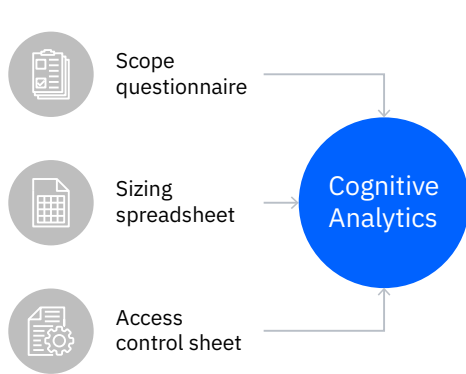 Scope
questionnaire
Sizing
spreadsheet
Cognitive
Analytics
Access
control sheet